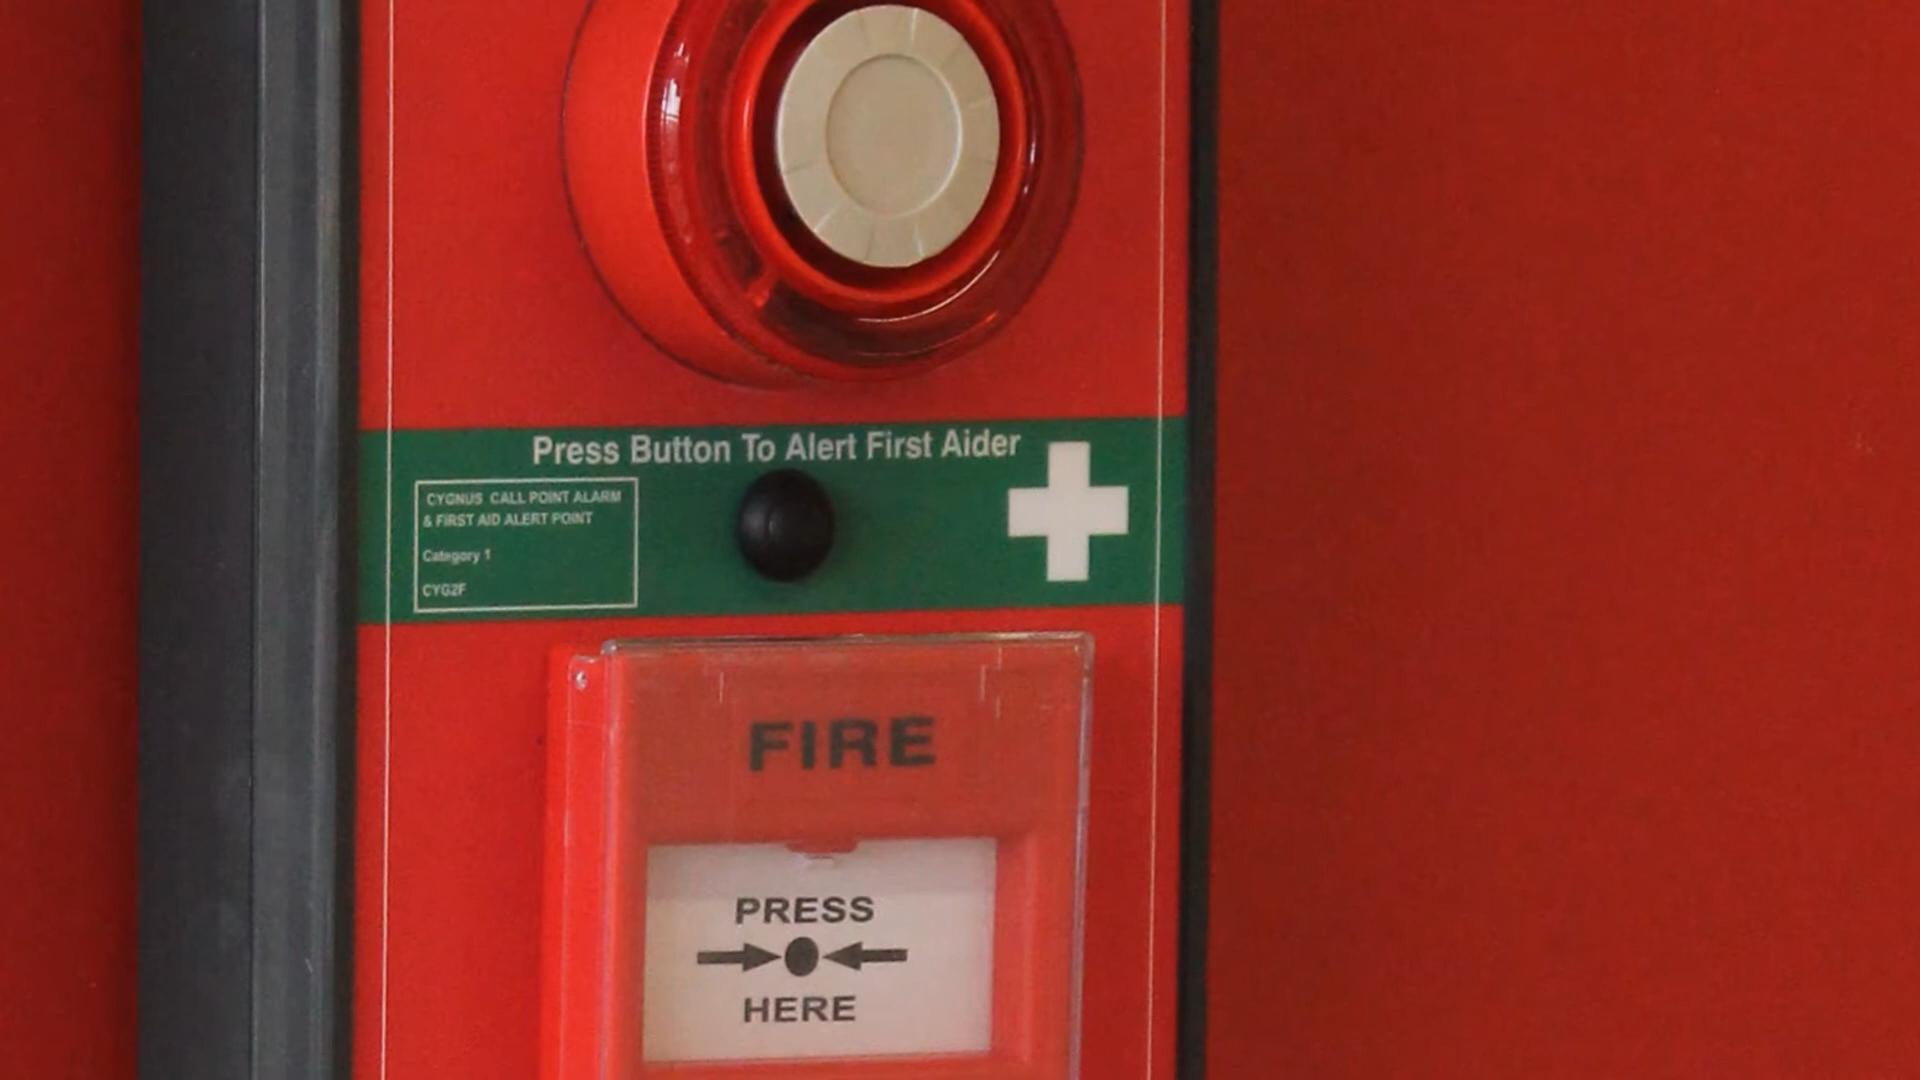 Press Button To Alert First Aider
CYGNUS CALL POINT ALARM
& FIRST AID ALERT POINT
Category 1
CYG2F
FIRE
PRESS
HERE